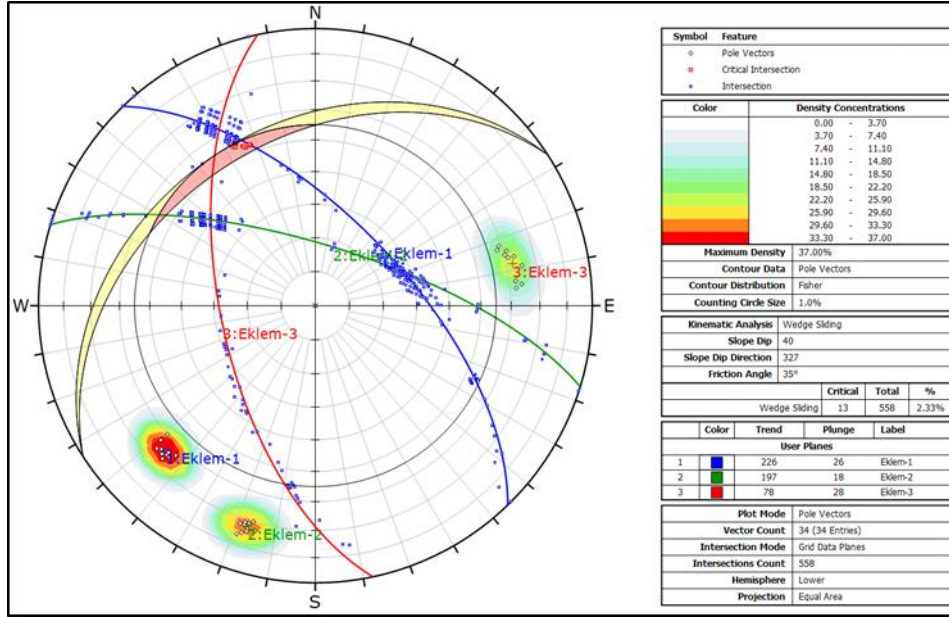 N
W
E
S
1:Eklem-1
2:Eklem-2
3:Eklem-3
3:Eklem-3
1:Eklem-1
2:Eklem-2
Symbol Feature
Pole Vectors
Critical Intersection
Intersection
Color Density Concentrations
0.00 - 3.70
3.70 - 7.40
7.40 - 11.10
11.10 - 14.80
14.80 - 18.50
18.50 - 22.20
22.20 - 25.90
25.90 - 29.60
29.60 - 33.30
33.30 - 37.00
Maximum Density 37.00%
Contour Data Pole Vectors
Contour Distribution Fisher
Counting Circle Size 1.0%
Kinematic Analysis Wedge Sliding
Slope Dip 40
Slope Dip Direction 327
Friction Angle 35°
Critical Total %
Wedge Sliding 13 558 2.33%
Color Trend Plunge Label
User Planes
1 226 26 Eklem-1
2 197 18 Eklem-2
3 78 28 Eklem-3
Plot Mode Pole Vectors
Vector Count 34 (34 Entries)
Intersection Mode Grid Data Planes
Intersections Count 558
Hemisphere Lower
Projection Equal Area